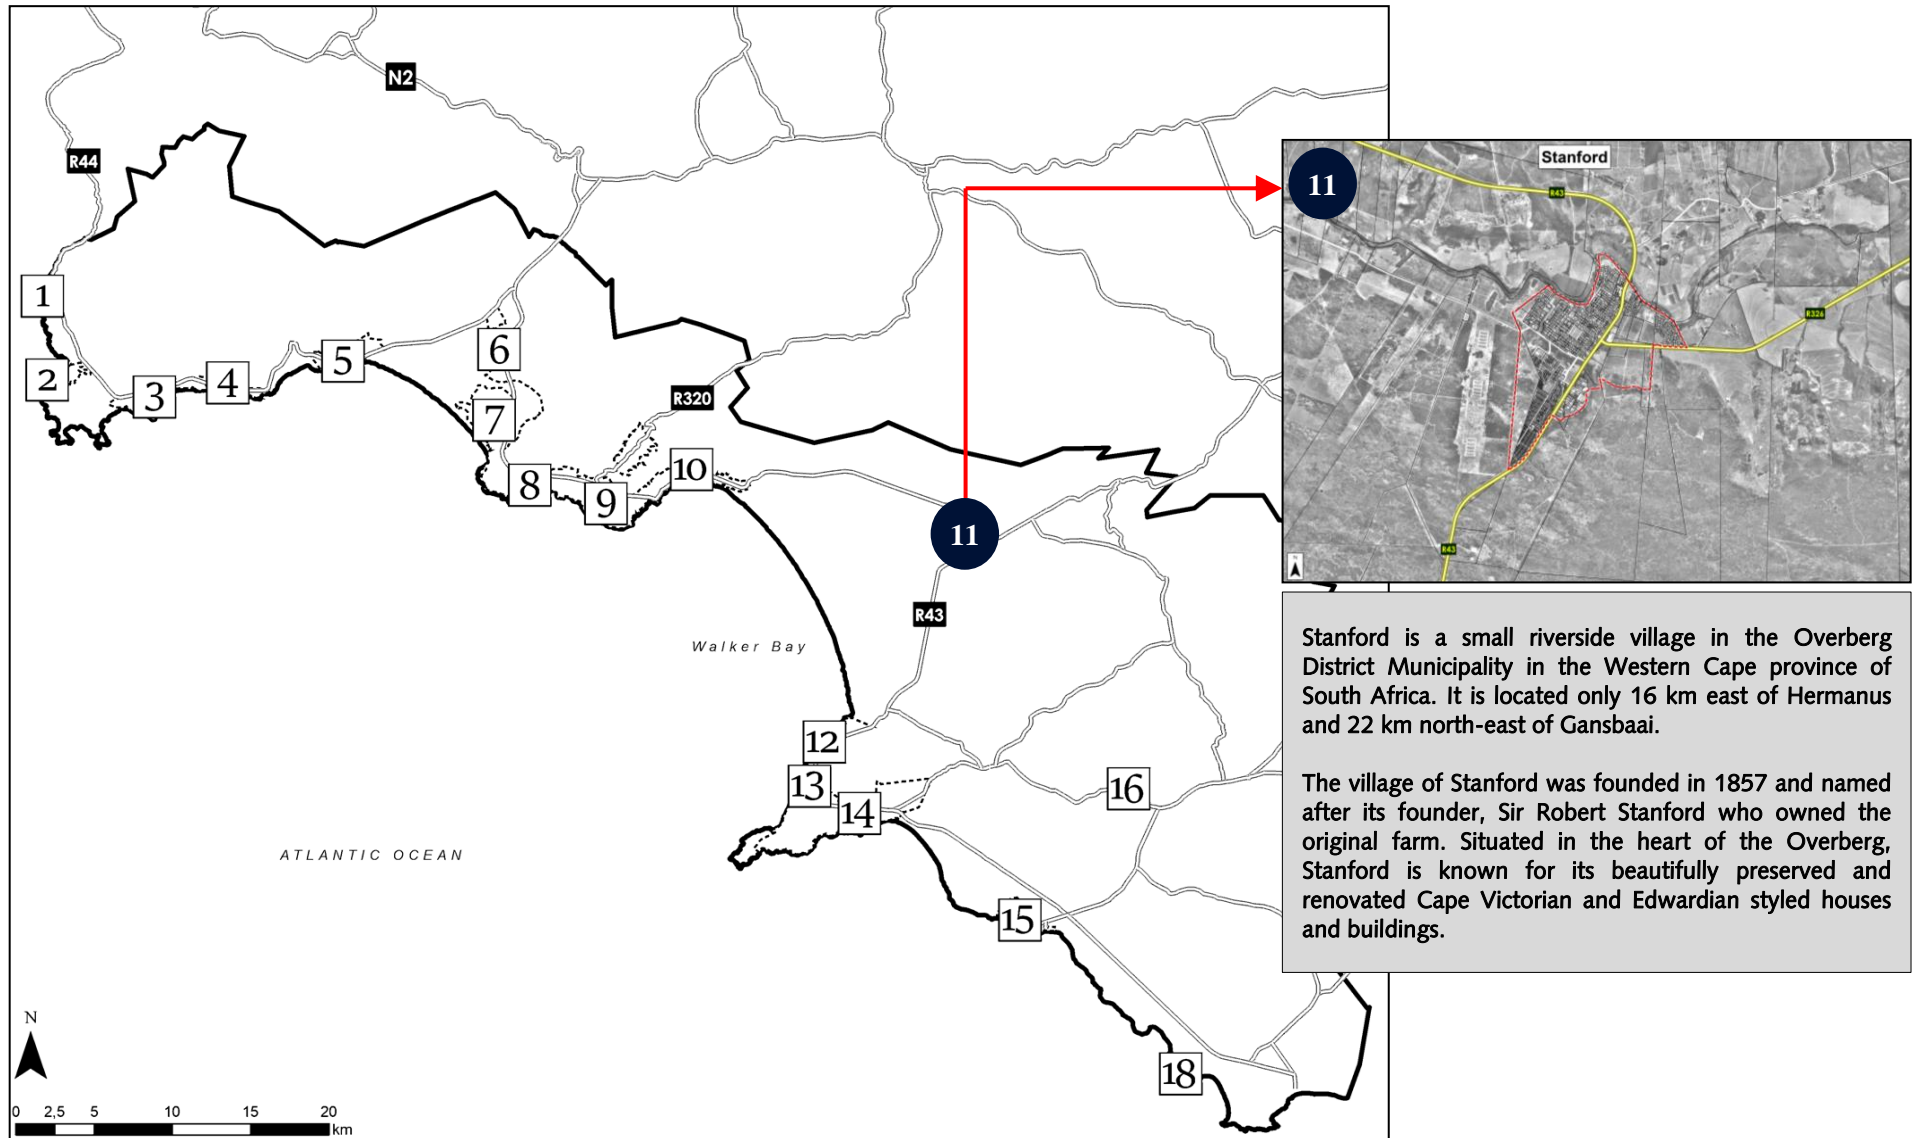 N2
R44
Stanford
11
R43
1
R326
5
6
2
4
3
R320
7
10
8
9
11
R43
R43
N
Walker Bay
Stanford is a small riverside village in the Overberg
District Municipality in the Western Cape province of
South Africa. It is located only 16 km east of Hermanus
and 22 km north-east of Gansbaai.
12
13
14
16
The village of Stanford was founded in 1857 and named
after its founder, Sir Robert Stanford who owned the
original farm. Situated in the heart of the Overberg,
Stanford is known for its beautifully preserved and
renovated Cape Victorian and Edwardian styled houses
and buildings.
ATLANTIC OCEAN
15
18
N
0 2,5 5 10 15 20
km